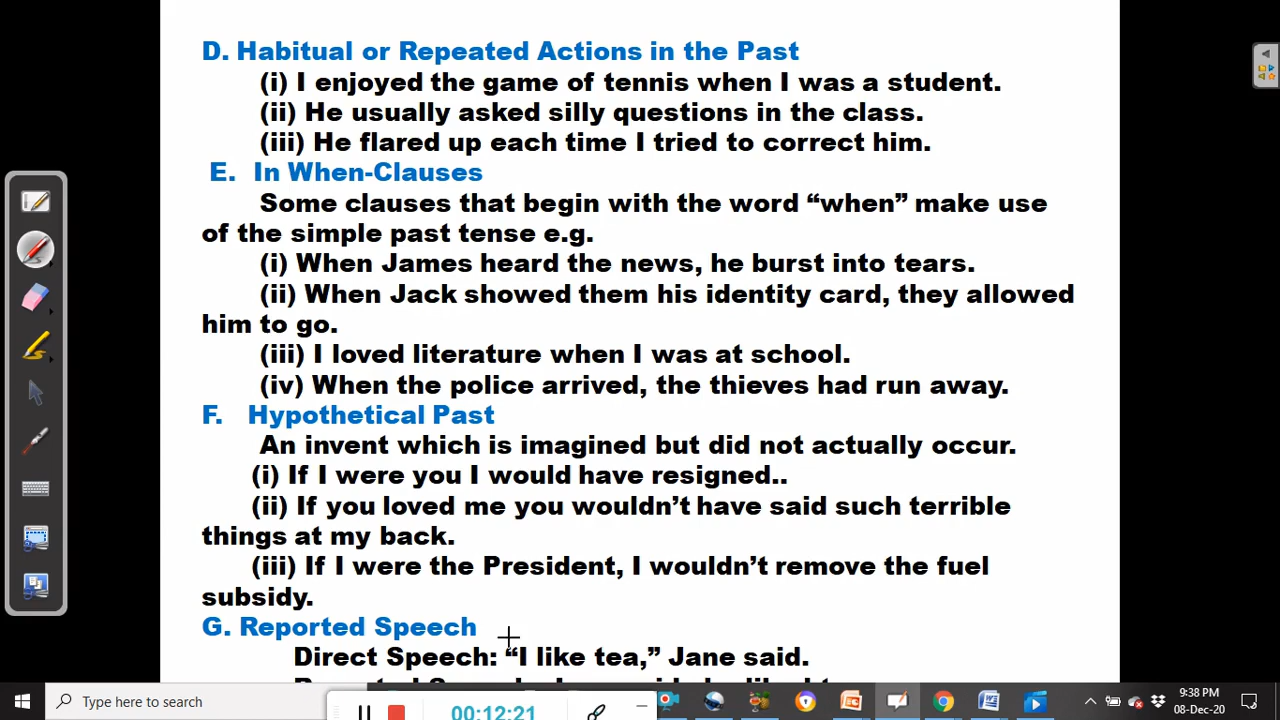 D. Habitual or Repeated Actions in the Past
(i) I enjoyed the game of tennis when I was a student.
(ii) He usually asked silly questions in the class.
(iii) He flared up each time I tried to correct him.
E. In When-Clauses
Some clauses that begin with the word “when” make use
of the simple past tense e.g.
(i) When James heard the news, he burst into tears.
(ii) When Jack showed them his identity card, they allowed
him to go.
(iii) I loved literature when I was at school.
(iv) When the police arrived, the thieves had run away.
F. Hypothetical Past
An invent which is imagined but did not actually occur.
(i) If I were you I would have resigned..
(ii) If you loved me you wouldn’t have said such terrible
things at my back.
(iii) If I were the President, I wouldn’t remove the fuel
subsidy.
G. Reported Speech
Direct Speech: “I like tea,” Jane said.
Type here to search
00:12:21
9:38 PM
08-Dec-20